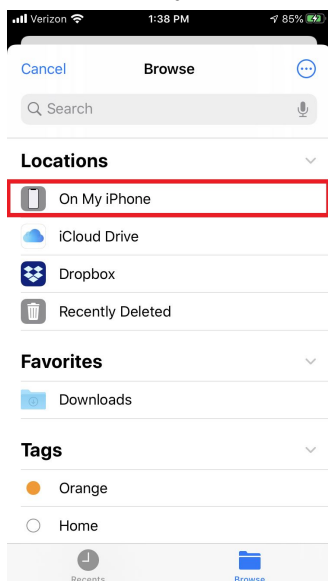 Verizon 1:38 PM 85%
Cancel Browse
Search
Locations
On My iPhone
iCloud Drive
Dropbox
Recently Deleted
Favorites
Downloads
Tags
Orange
Home
Recents Browse